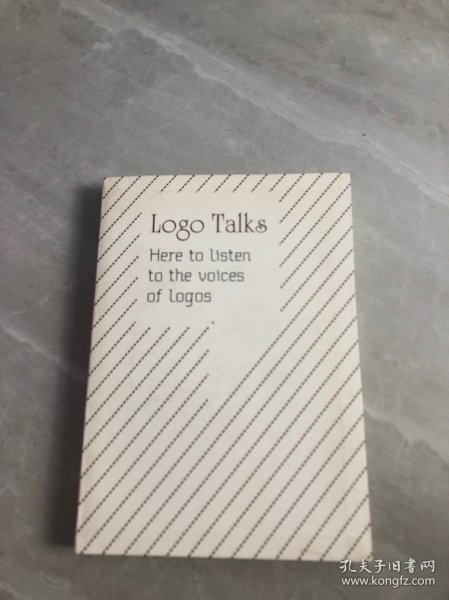 Logo Talks
Here to listen
to the voices
of logos
孔夫子旧书网
www.kongfz.com